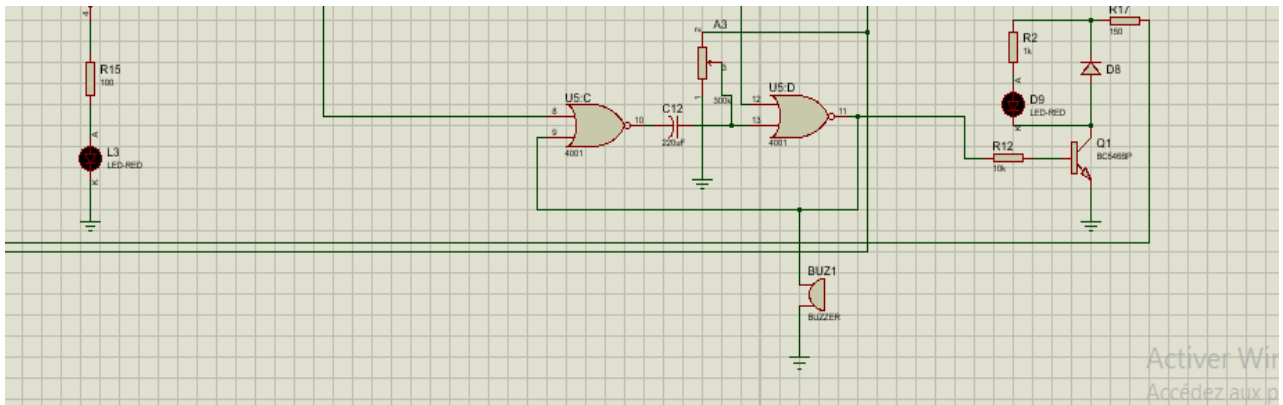 4
R15
100
A
L3
LED-RED
K
U5:C
8
9
10
4001
C12
220uF
A3
2
3
1
300k
U5:D
12
13
11
4001
R2
1k
A
D9
LED-RED
K
R17
150
D8
R12
10k
Q1
BC546BP
BUZ1
BUZZER
Activer Win
Accédez aux p